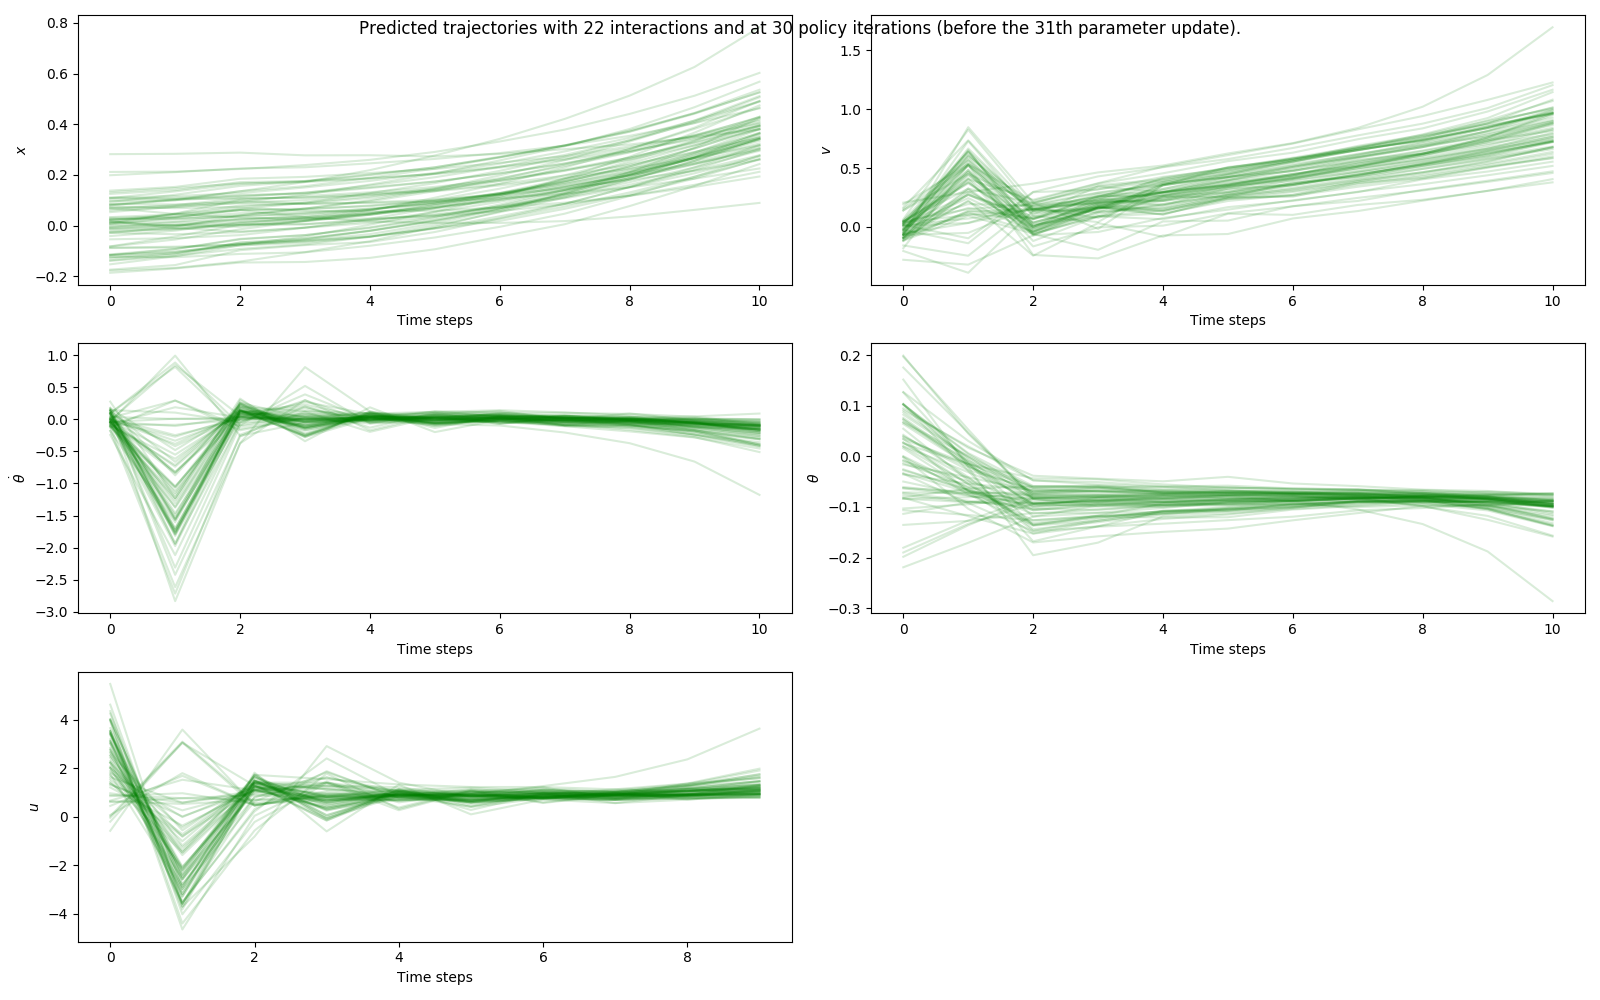 Predicted trajectories with 22 interactions and at 30 policy iterations (before the 31th parameter update).
0.8
0.6
0.4
0.2
0.0
−0.2
x
0 2 4 6 8 10
Time steps
1.5
1.0
0.5
0.0
v
0 2 4 6 8 10
Time steps
1.0
0.5
0.0
−0.5
−1.0
−1.5
−2.0
−2.5
−3.0
θ̇
0 2 4 6 8 10
Time steps
0.2
0.1
0.0
−0.1
−0.2
−0.3
θ
0 2 4 6 8 10
Time steps
4
2
0
−2
−4
u
0 2 4 6 8
Time steps